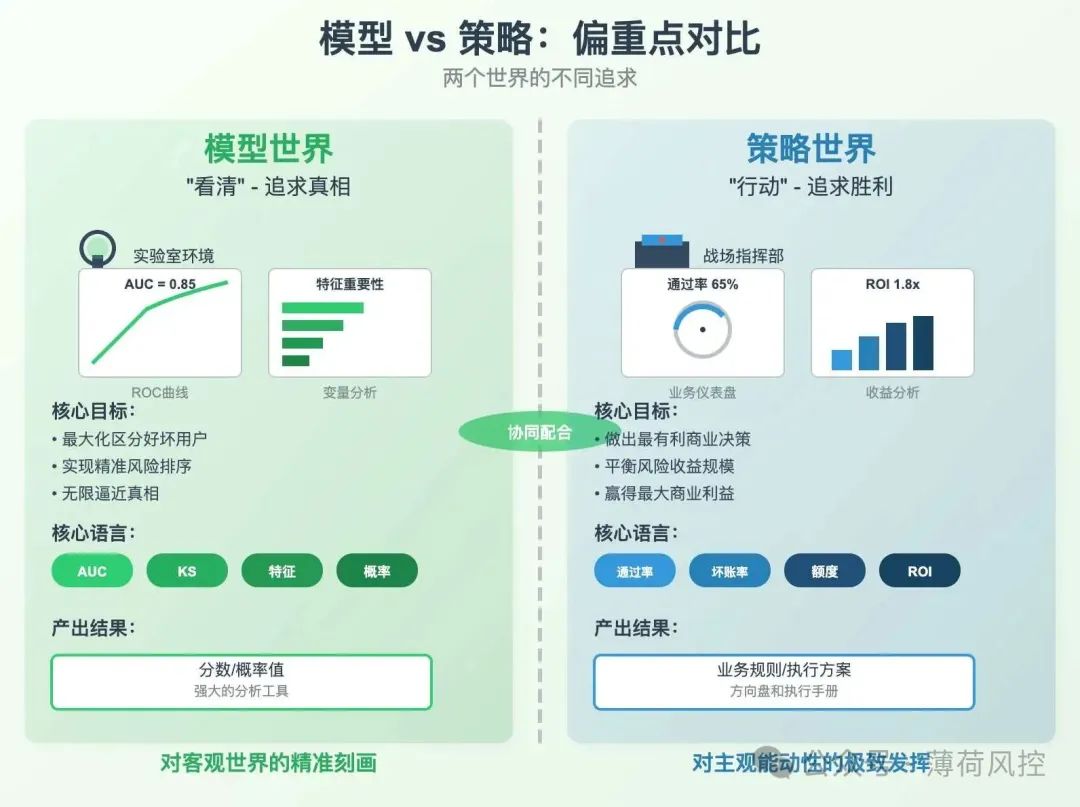 模型 vs 策略：偏重点对比
两个世界的不同追求
模型世界
"看清" - 追求真相
实验室环境
AUC = 0.85
特征重要性
ROC曲线
变量分析
核心目标：
• 最大化区分好坏用户
• 实现精准风险排序
• 无限逼近真相
核心语言：
AUC
KS
特征
概率
产出结果：
分数/概率值
强大的分析工具
对客观世界的精准刻画
协同配合
策略世界
"行动" - 追求胜利
战场指挥部
通过率 65%
ROI 1.8x
业务仪表盘
收益分析
核心目标：
• 做出最有利商业决策
• 平衡风险收益规模
• 赢得最大商业利益
核心语言：
通过率
坏账率
额度
ROI
产出结果：
业务规则/执行方案
方向盘和执行手册
对主观能动性的极致发挥
公众号 · 薄荷风控